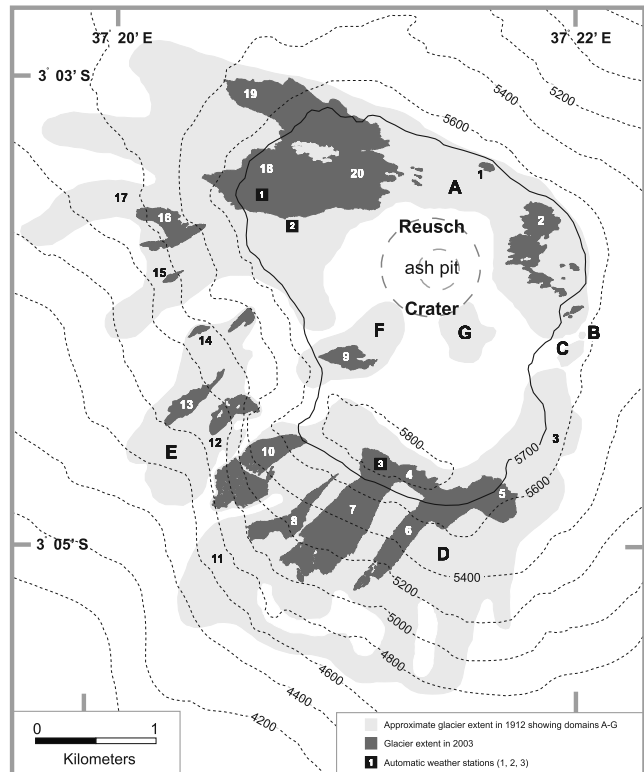 37° 20' E
37° 22' E
3° 03' S
5200
5400
5600
19
18
20
1
1
A
17
16
2
2
Reusch
ash pit
Crater
15
14
F
G
B
C
9
13
12
E
10
5800
3
4
5700
3
5600
5
7
8
6
D
3° 05' S
11
5400
5200
5000
4800
4600
4400
4200
0 1
Kilometers
Approximate glacier extent in 1912 showing domains A-G
Glacier extent in 2003
1 Automatic weather stations (1, 2, 3)